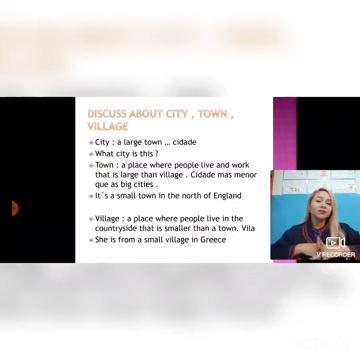 DISCUSS ABOUT CITY , TOWN ,
VILLAGE
City : a large town … cidade
What city is this ?
Town : a place where people live and work
that is large than village . Cidade mas menor
que as big cities .
It´s a small town in the north of England
Village : a place where people live in the
countryside that is smaller than a town. Vila
She is from a small village in Greece
V RECORDER